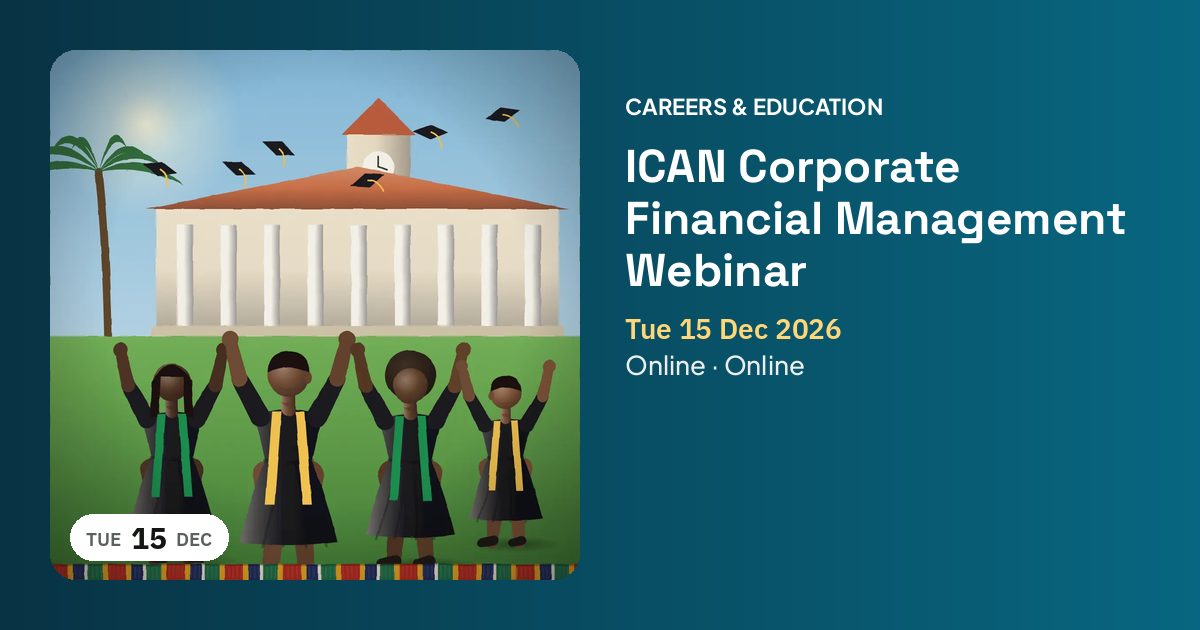 TUE 15 DEC
CAREERS & EDUCATION
ICAN Corporate
Financial Management
Webinar
Tue 15 Dec 2026
Online · Online